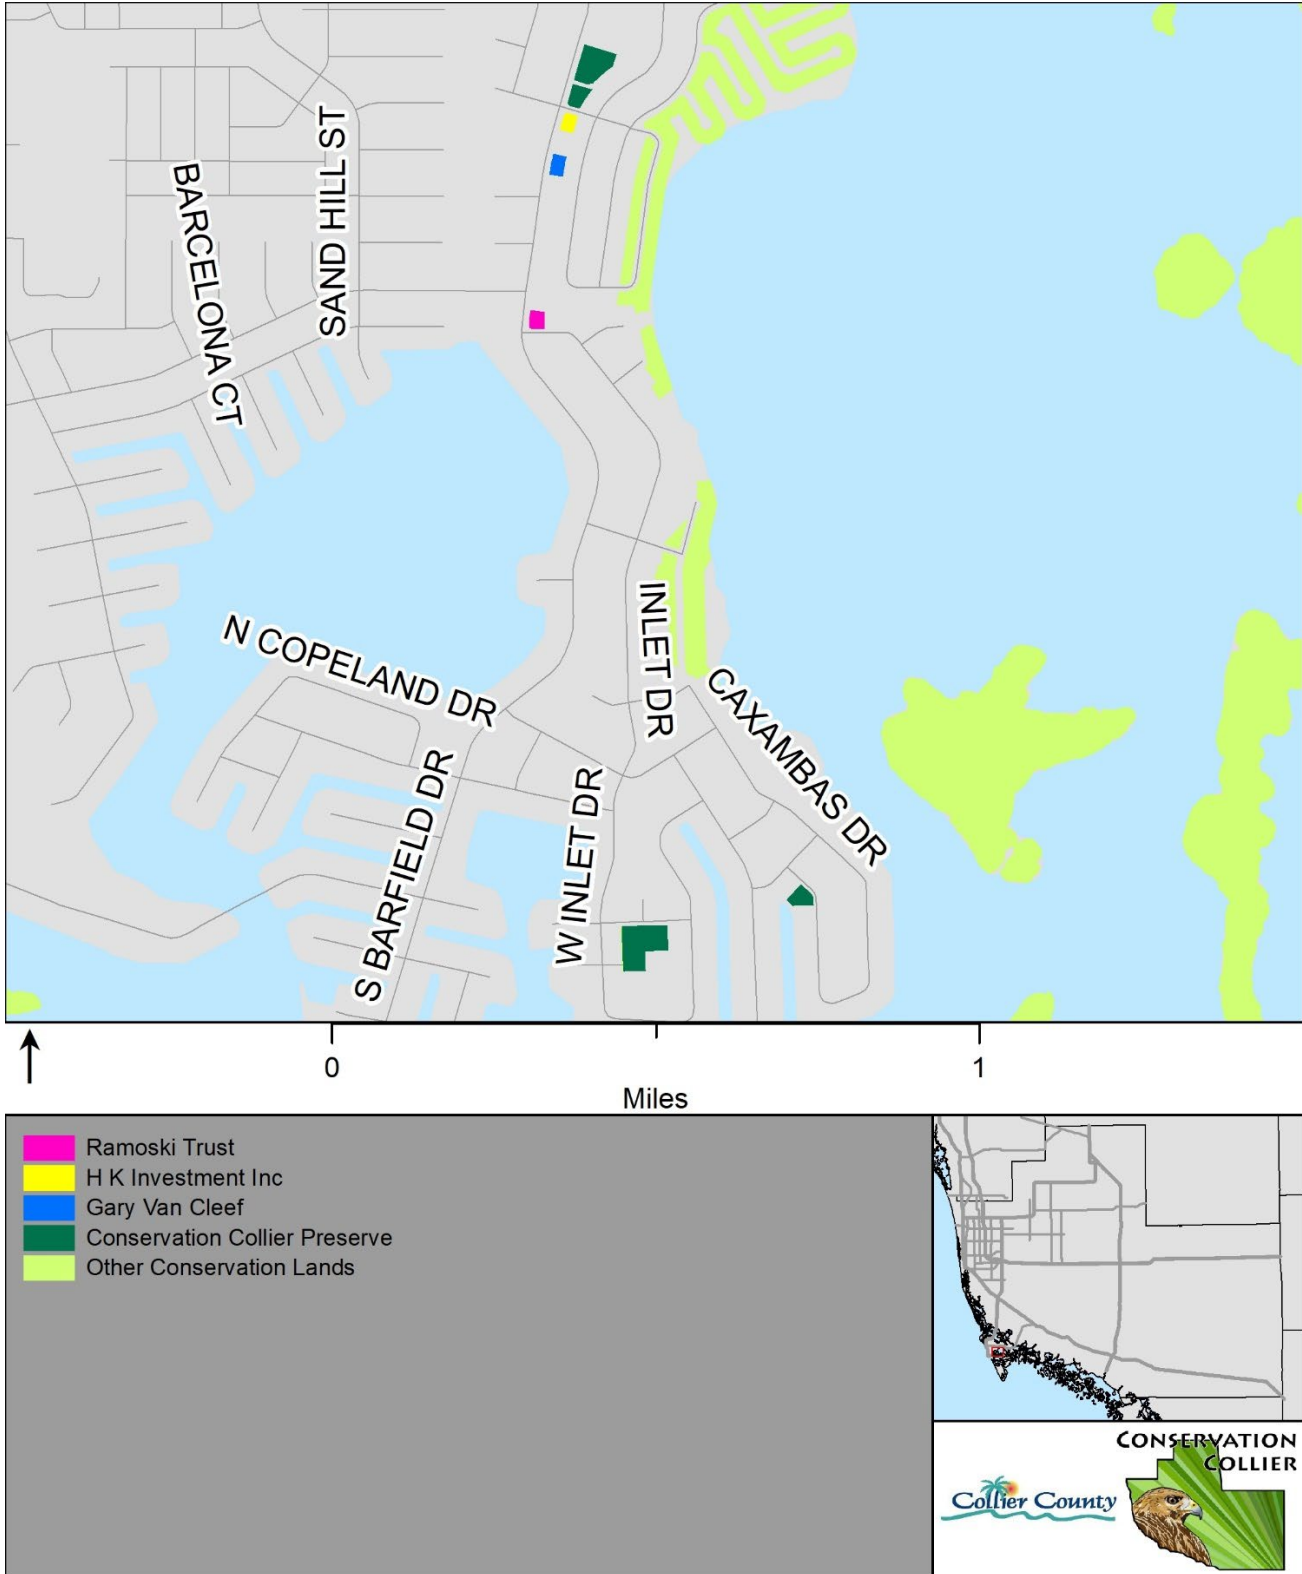 SAND HILL ST
BARCELONA CT
N COPELAND DR
INLET DR
CAXAMBAS DR
S BARFIELD DR
W INLET DR
0
1
Miles
Ramoski Trust
H K Investment Inc
Gary Van Cleef
Conservation Collier Preserve
Other Conservation Lands
CONSERVATION
COLLIER
Collier County